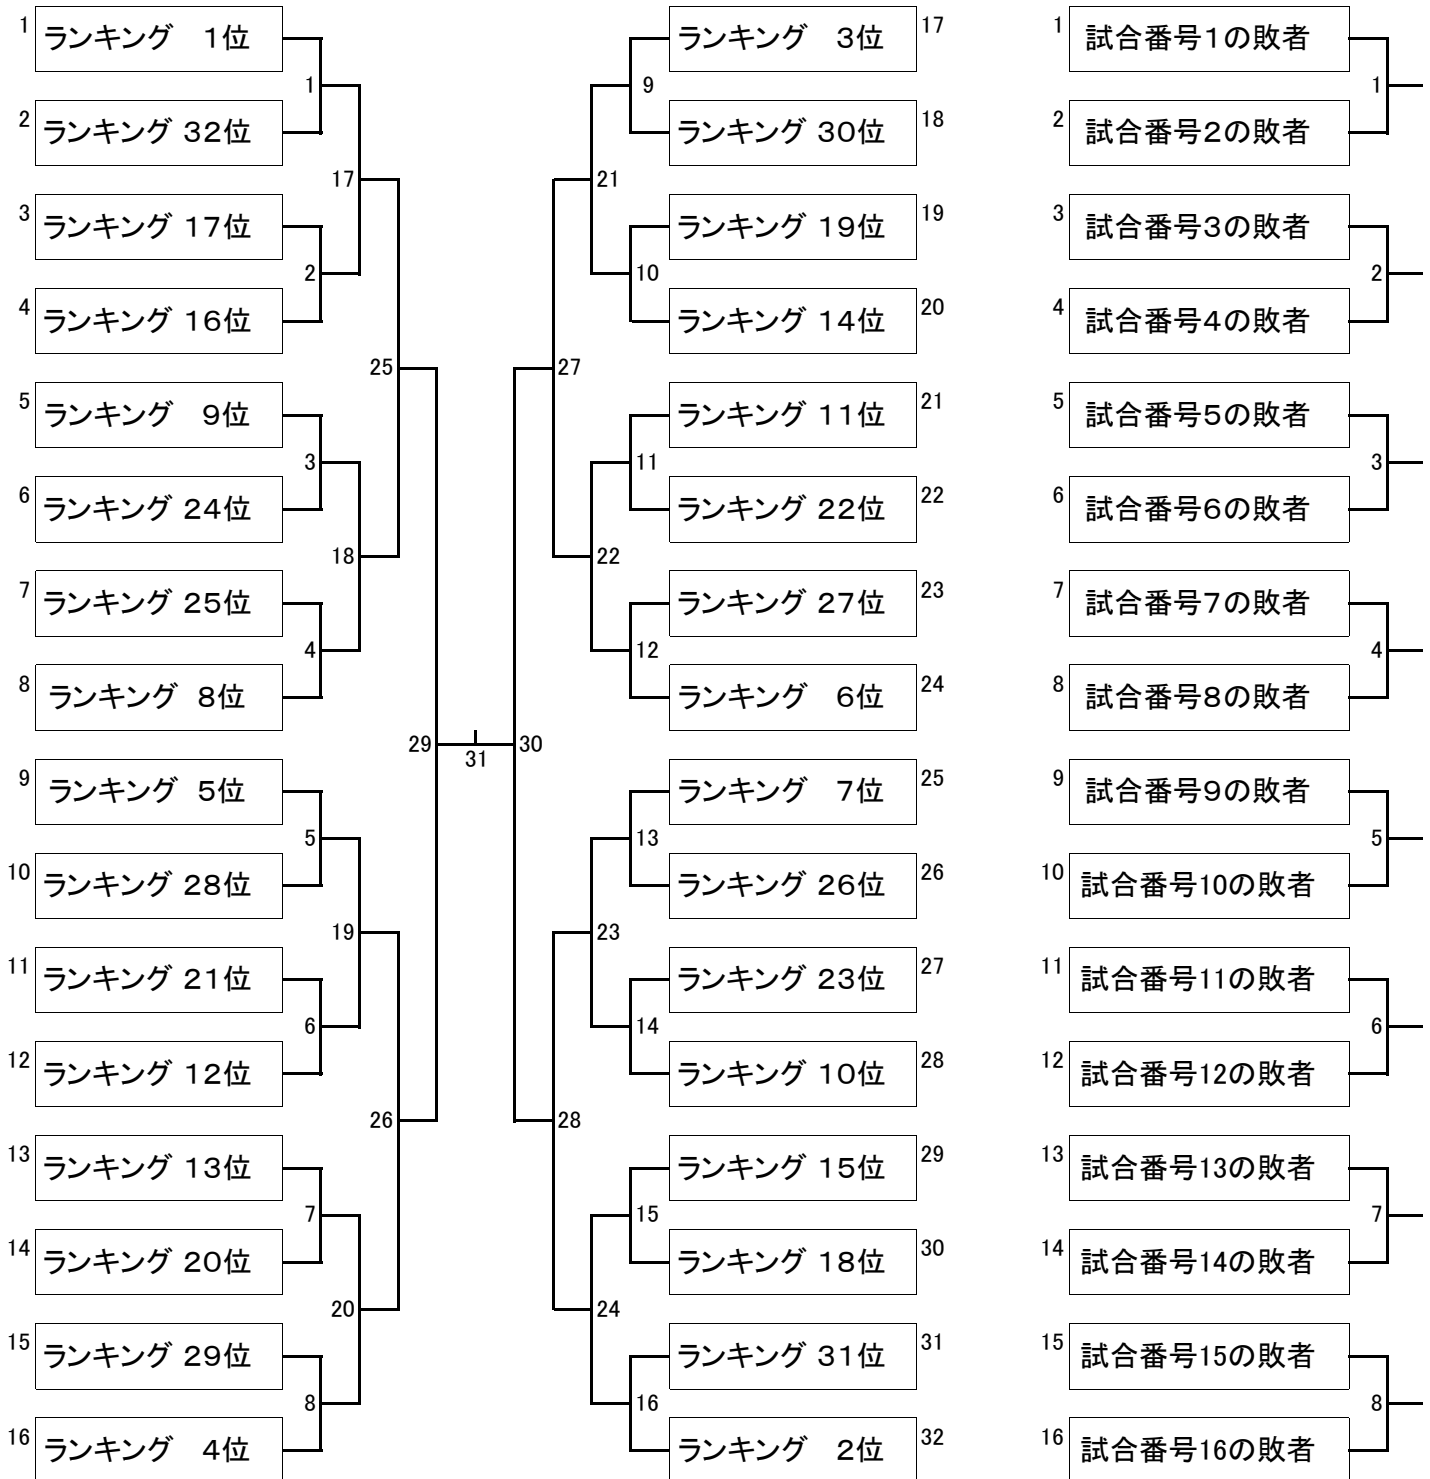 1 ランキング　１位
1
2 ランキング ３２位
17
3 ランキング １７位
2
4 ランキング １６位
25
5 ランキング　９位
3
6 ランキング ２４位
18
7 ランキング ２５位
4
8 ランキング　８位
29
9 ランキング　５位
5
10 ランキング ２８位
19
11 ランキング ２１位
6
12 ランキング １２位
26
13 ランキング １３位
7
14 ランキング ２０位
20
15 ランキング ２９位
8
16 ランキング　４位
31
ランキング　３位 17
9
ランキング ３０位 18
21
ランキング １９位 19
10
ランキング １４位 20
27
ランキング １１位 21
11
ランキング ２２位 22
22
ランキング ２７位 23
12
ランキング　６位 24
30
ランキング　７位 25
13
ランキング ２６位 26
23
ランキング ２３位 27
14
ランキング １０位 28
28
ランキング １５位 29
15
ランキング １８位 30
24
ランキング ３１位 31
16
ランキング　２位 32
1 試合番号１の敗者
1
2 試合番号２の敗者
3 試合番号３の敗者
2
4 試合番号４の敗者
5 試合番号５の敗者
3
6 試合番号６の敗者
7 試合番号７の敗者
4
8 試合番号８の敗者
9 試合番号９の敗者
5
10 試合番号10の敗者
11 試合番号11の敗者
6
12 試合番号12の敗者
13 試合番号13の敗者
7
14 試合番号14の敗者
15 試合番号15の敗者
8
16 試合番号16の敗者